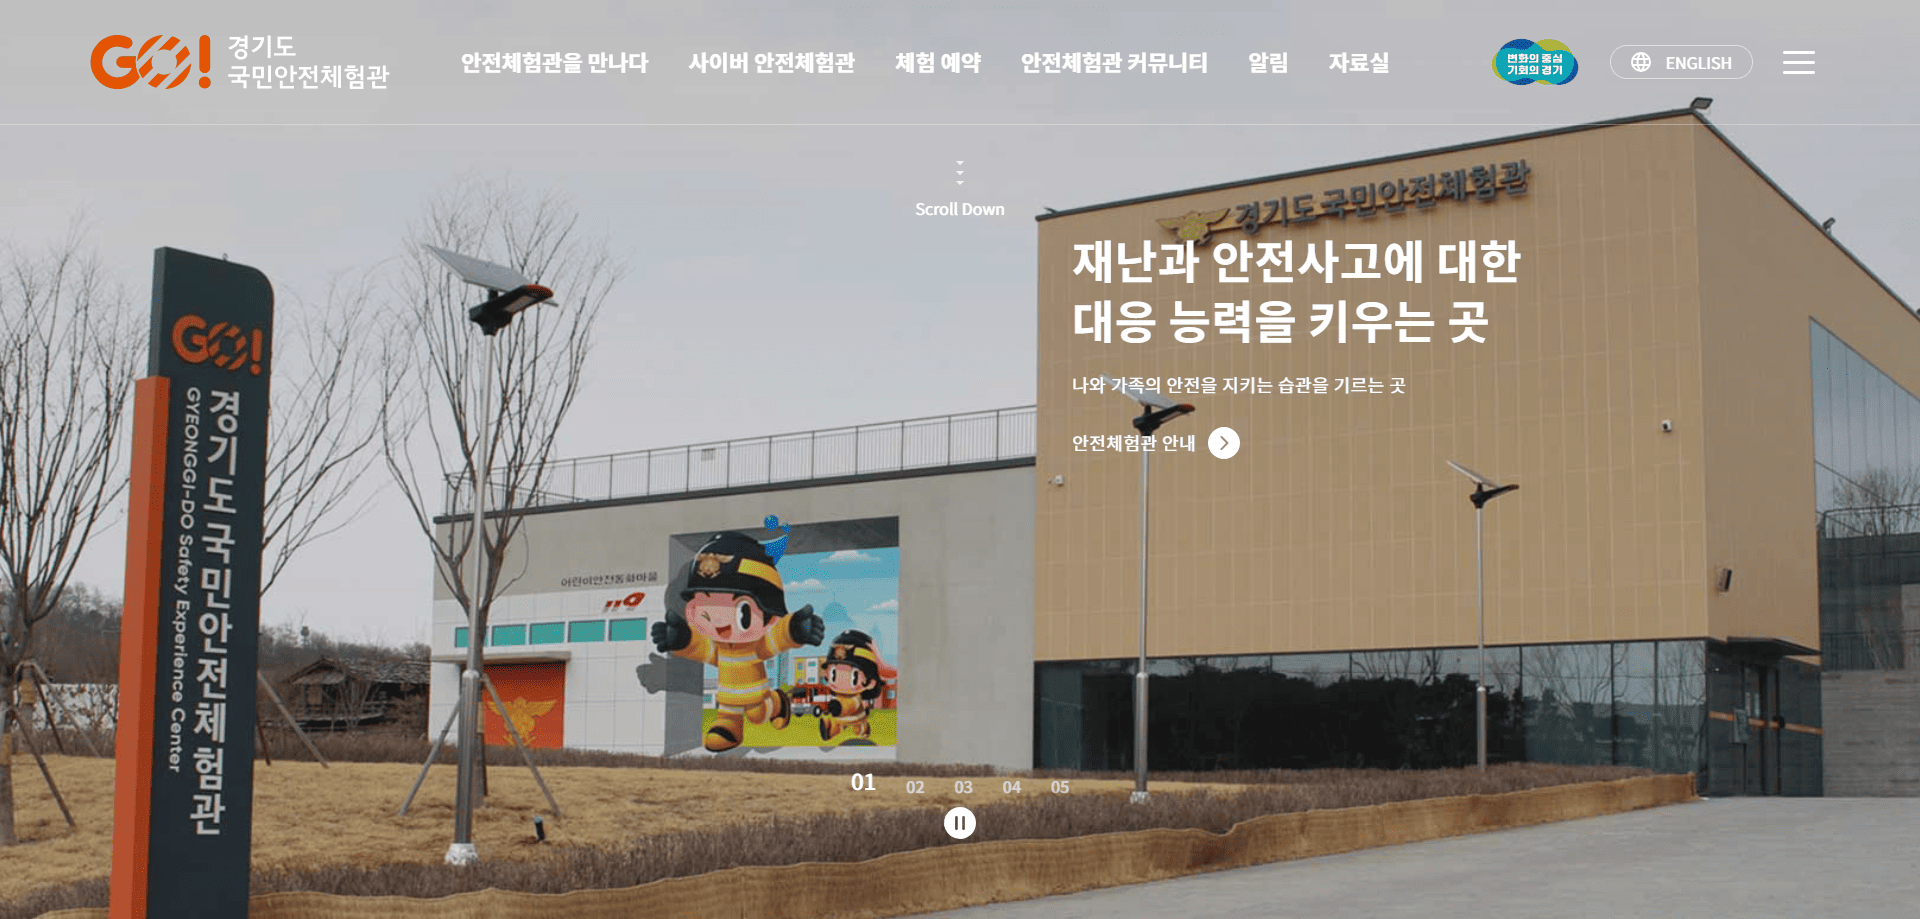 GO!
경기도
국민안전체험관
안전체험관을 만나다
사이버 안전체험관
체험 예약
안전체험관 커뮤니티
알림
자료실
변화의 중심
기회의 경기
ENGLISH
Scroll Down
경기도 국민안전체험관
재난과 안전사고에 대한
대응 능력을 키우는 곳
나와 가족의 안전을 지키는 습관을 기르는 곳
안전체험관 안내
GO!
경기도 국민안전체험관
GYEONGGI-DO Safety Experience Center
어린이안전동화마을
119
01
02
03
04
05